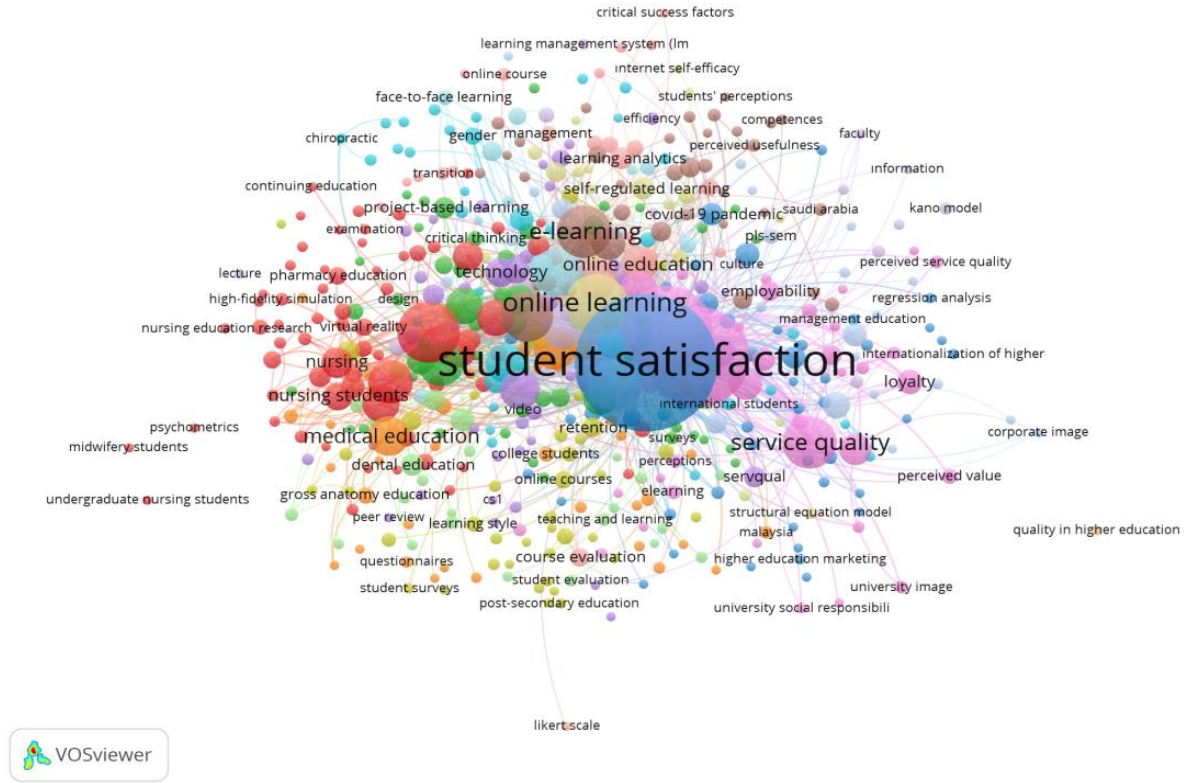 critical success factors
learning management system (lm
internet self-efficacy
online course
face-to-face learning
students' perceptions
efficiency
competences
chiropractic
gender
management
faculty
perceived usefulness
learning analytics
information
transition
continuing education
self-regulated learning
project-based learning
covid-19 pandemic
saudi arabia
kano model
examination
critical thinking
e-learning
pls-sem
lecture
pharmacy education
technology
online education
culture
perceived service quality
high-fidelity simulation
design
online learning
employability
regression analysis
nursing education research
virtual reality
management education
nursing
student satisfaction
internationalization of higher
loyalty
nursing students
video
international students
psychometrics
medical education
retention
surveys
service quality
corporate image
midwifery students
dental education
college students
perceptions
servqual
perceived value
undergraduate nursing students
gross anatomy education
cs1
online courses
elearning
peer review
learning style
teaching and learning
structural equation model
malaysia
quality in higher education
questionnaires
course evaluation
higher education marketing
student surveys
student evaluation
university image
post-secondary education
university social responsibili
likert scale
VOSviewer